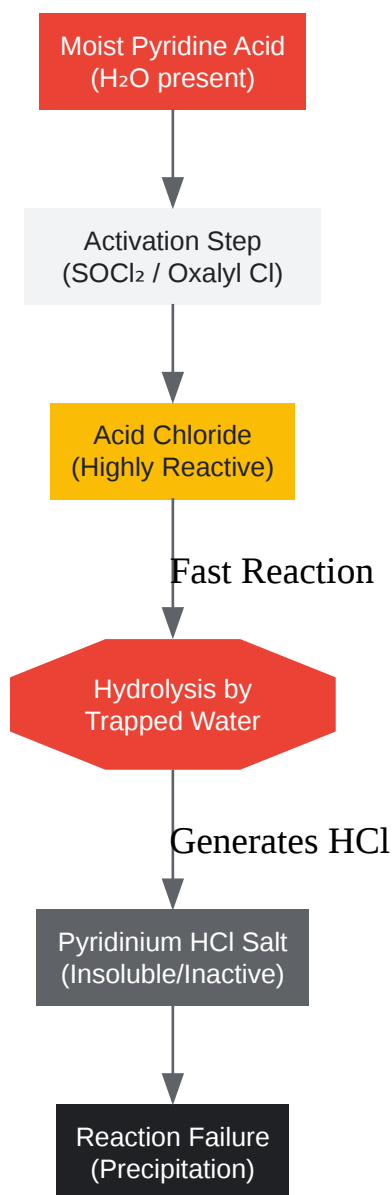 Moist Pyridine Acid
(H₂O present)
Activation Step
(SOCl₂ / Oxalyl Cl)
Acid Chloride
(Highly Reactive)
Fast Reaction
Hydrolysis by
Trapped Water
Generates HCl
Pyridinium HCl Salt
(Insoluble/Inactive)
Reaction Failure
(Precipitation)